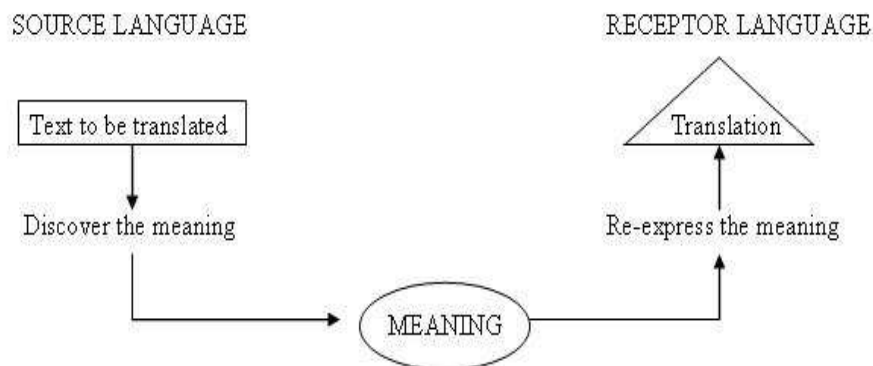 SOURCE LANGUAGE
RECEPTOR LANGUAGE
Text to be translated
Translation
Discover the meaning
Re-express the meaning
MEANING